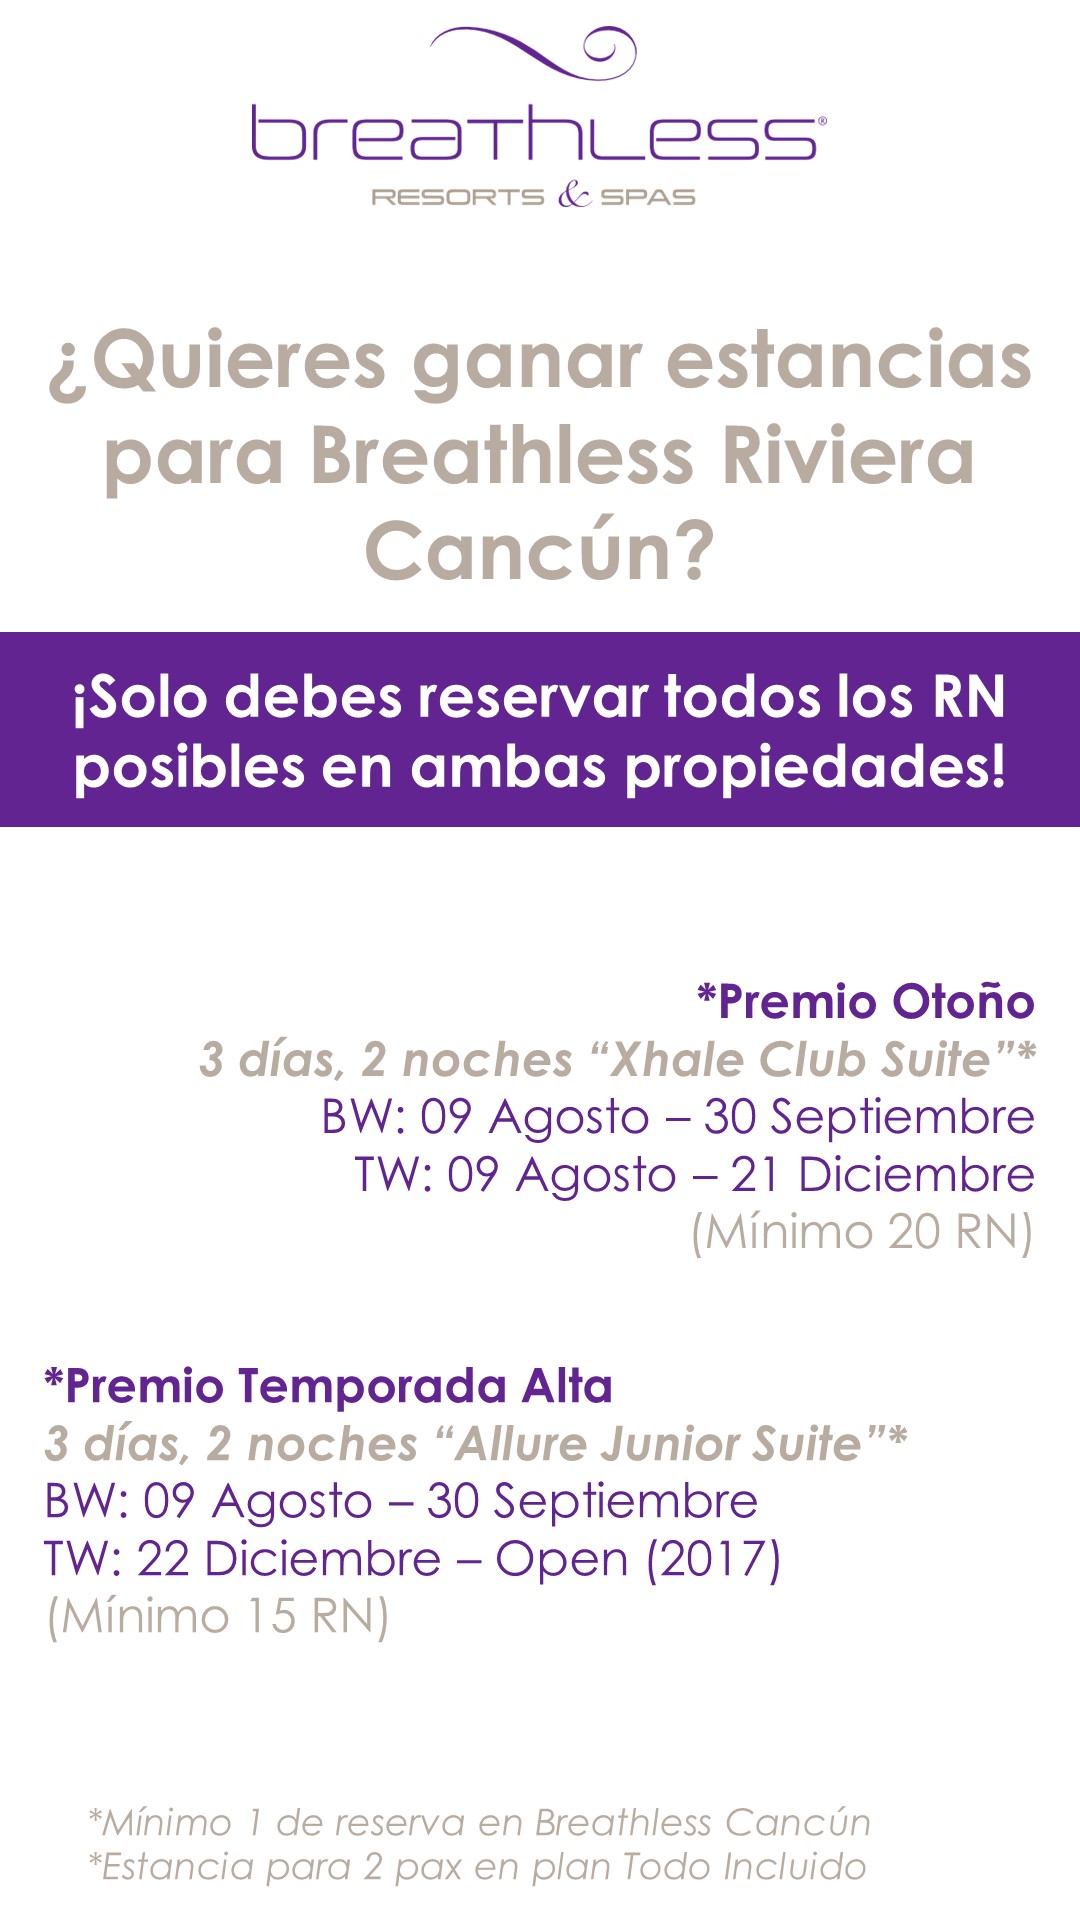 breathless®
RESORTS & SPAS
¿Quieres ganar estancias
para Breathless Riviera
Cancún?
¡Solo debes reservar todos los RN
posibles en ambas propiedades!
*Premio Otoño
3 días, 2 noches “Xhale Club Suite”*
BW: 09 Agosto – 30 Septiembre
TW: 09 Agosto – 21 Diciembre
(Mínimo 20 RN)
*Premio Temporada Alta
3 días, 2 noches “Allure Junior Suite”*
BW: 09 Agosto – 30 Septiembre
TW: 22 Diciembre – Open (2017)
(Mínimo 15 RN)
*Mínimo 1 de reserva en Breathless Cancún
*Estancia para 2 pax en plan Todo Incluido